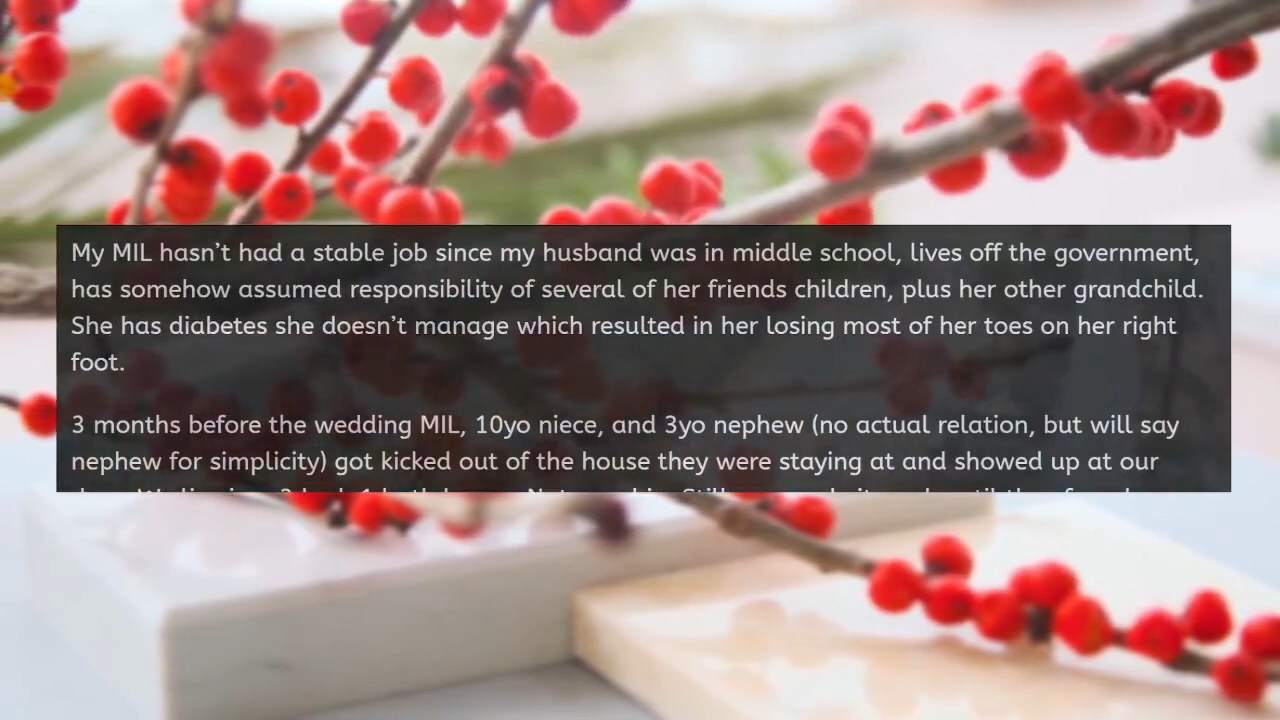 My MIL hasn’t had a stable job since my husband was in middle school, lives off the government,
has somehow assumed responsibility of several of her friends children, plus her other grandchild.
She has diabetes she doesn’t manage which resulted in her losing most of her toes on her right
foot.
3 months before the wedding MIL, 10yo niece, and 3yo nephew (no actual relation, but will say
nephew for simplicity) got kicked out of the house they were staying at and showed up at our